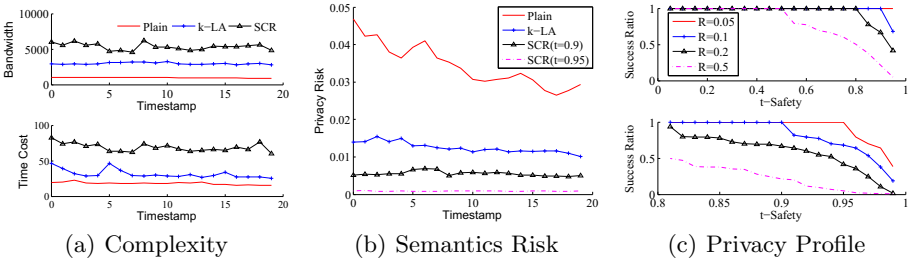 Plain k-LA SCR
Bandwidth
10000
5000
0
0 5 10 15 20
Timestamp
Time Cost
100
50
0
0 5 10 15 20
Timestamp
(a) Complexity
Privacy Risk
0.05
0.04
0.03
0.02
0.01
0
0 5 10 15 20
Timestamp
Plain
k-LA
SCR(t=0.9)
SCR(t=0.95)
(b) Semantics Risk
Success Ratio
1
0.5
0
0 0.2 0.4 0.6 0.8 1
t-Safety
R=0.05
R=0.1
R=0.2
R=0.5
Success Ratio
1
0.5
0
0.8 0.85 0.9 0.95 1
t-Safety
(c) Privacy Profile